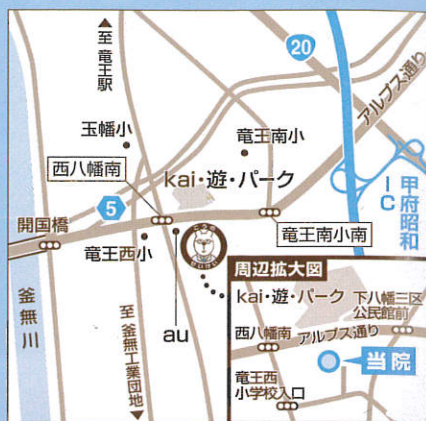 至 竜王駅
20
アルプス通り
玉幡小
竜王南小
西八幡南
kai・遊・パーク
甲府昭和IC
5
開国橋
竜王南小南
竜王西小
周辺拡大図
kai・遊・パーク
下八幡三区
公民館前
釜無川
至 釜無工業団地
au
西八幡南
アルプス通り
当院
竜王西
小学校入口